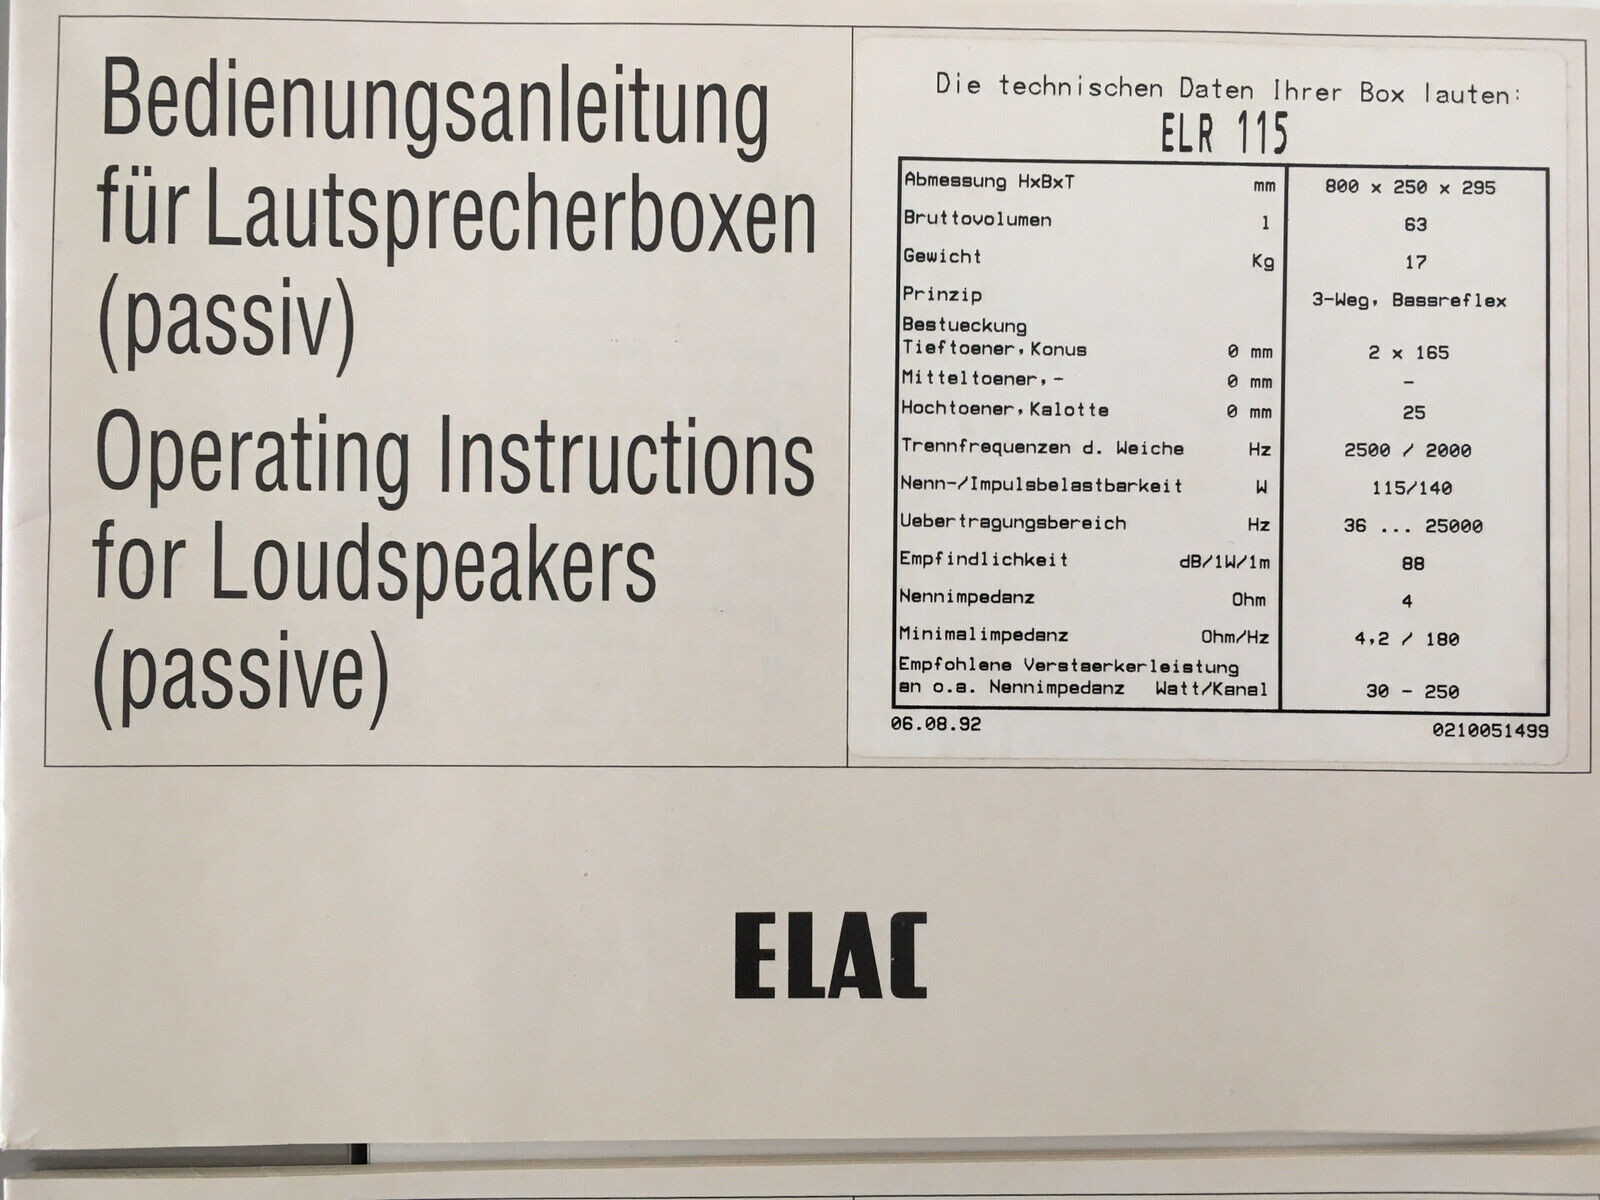 Bedienungsanleitung
für Lautsprecherboxen
(passiv)
Operating Instructions
for Loudspeakers
(passive)
Die technischen Daten Ihrer Box lauten:
ELR 115
Abmessung HxBxT mm 800 x 250 x 295
Bruttovolumen l 63
Gewicht Kg 17
Prinzip 3-Weg, Bassreflex
Bestueckung
Tieftoener, Konus 0 mm 2 x 165
Mitteltoener, - 0 mm -
Hochtoener, Kalotte 0 mm 25
Trennfrequenzen d. Weiche Hz 2500 / 2000
Nenn-/Impulsbelastbarkeit W 115/140
Uebertragungsbereich Hz 36 ... 25000
Empfindlichkeit dB/1W/1m 88
Nennimpedanz Ohm 4
Minimalimpedanz Ohm/Hz 4,2 / 180
Empfohlene Verstaerkerleistung
an o.a. Nennimpedanz Watt/Kanal 30 - 250
06.08.92 0210051499
ELAC